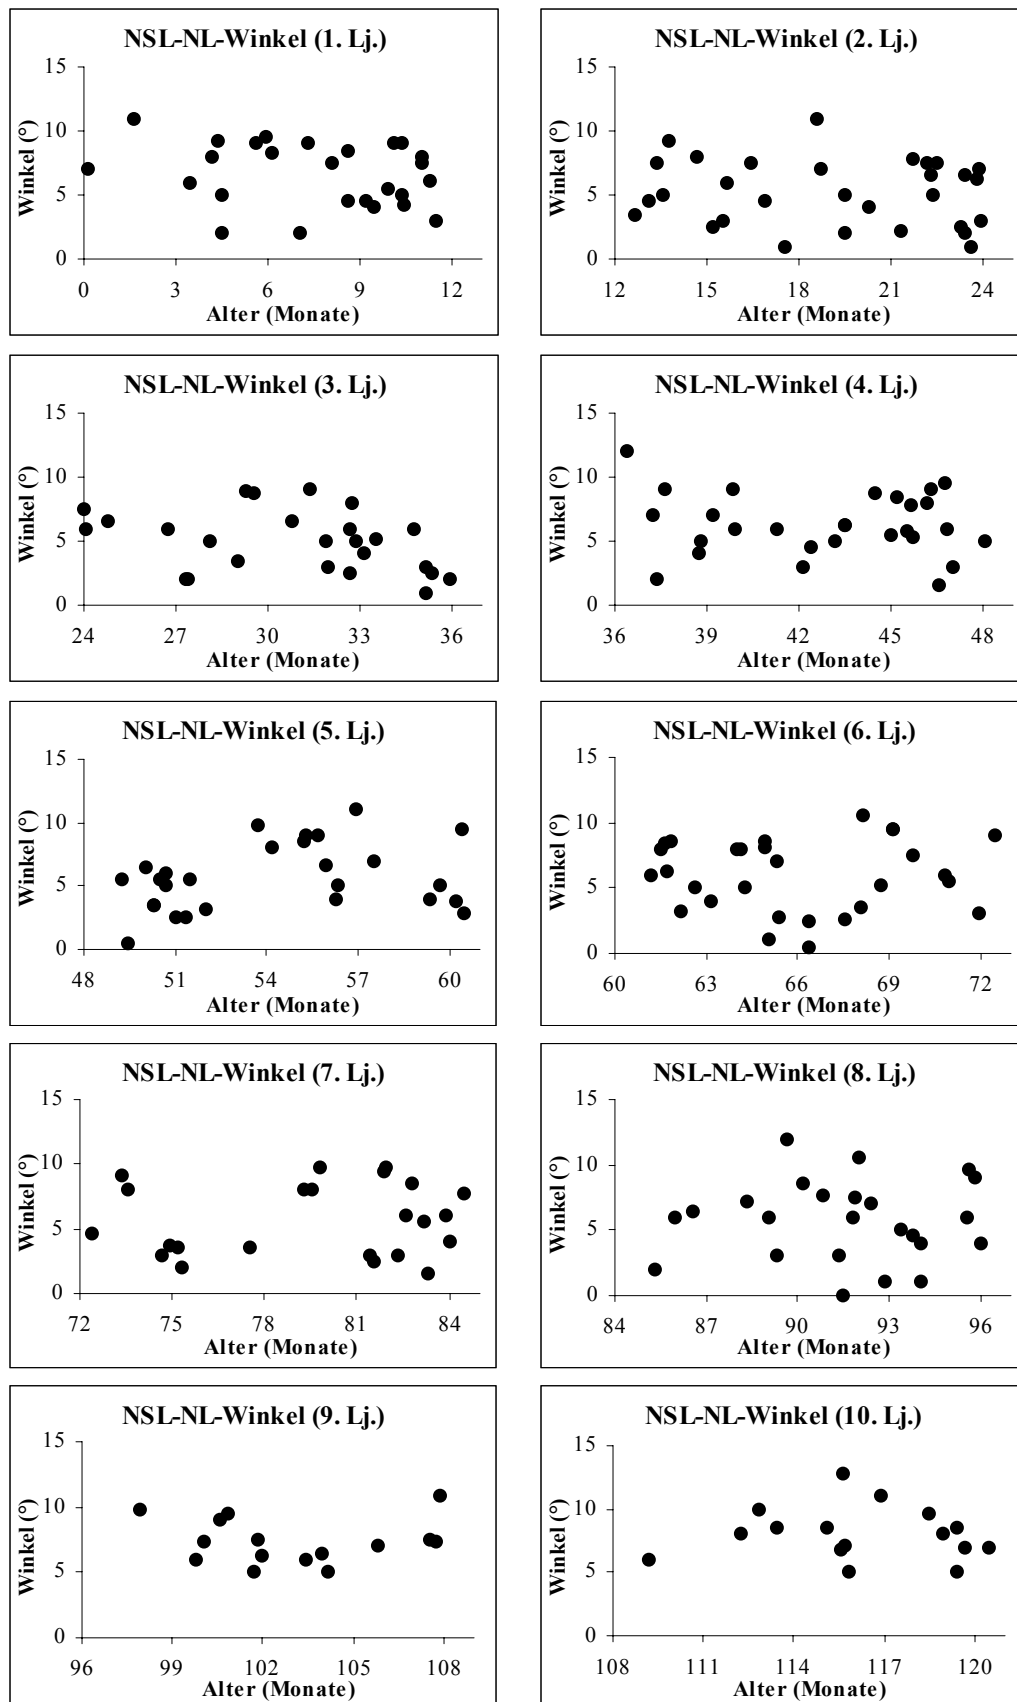 NSL-NL-Winkel (1. Lj.)
15
10
5
0
Winkel (°)
0 3 6 9 12
Alter (Monate)
NSL-NL-Winkel (2. Lj.)
15
10
5
0
Winkel (°)
12 15 18 21 24
Alter (Monate)
NSL-NL-Winkel (3. Lj.)
15
10
5
0
Winkel (°)
24 27 30 33 36
Alter (Monate)
NSL-NL-Winkel (4. Lj.)
15
10
5
0
Winkel (°)
36 39 42 45 48
Alter (Monate)
NSL-NL-Winkel (5. Lj.)
15
10
5
0
Winkel (°)
48 51 54 57 60
Alter (Monate)
NSL-NL-Winkel (6. Lj.)
15
10
5
0
Winkel (°)
60 63 66 69 72
Alter (Monate)
NSL-NL-Winkel (7. Lj.)
15
10
5
0
Winkel (°)
72 75 78 81 84
Alter (Monate)
NSL-NL-Winkel (8. Lj.)
15
10
5
0
Winkel (°)
84 87 90 93 96
Alter (Monate)
NSL-NL-Winkel (9. Lj.)
15
10
5
0
Winkel (°)
96 99 102 105 108
Alter (Monate)
NSL-NL-Winkel (10. Lj.)
15
10
5
0
Winkel (°)
108 111 114 117 120
Alter (Monate)